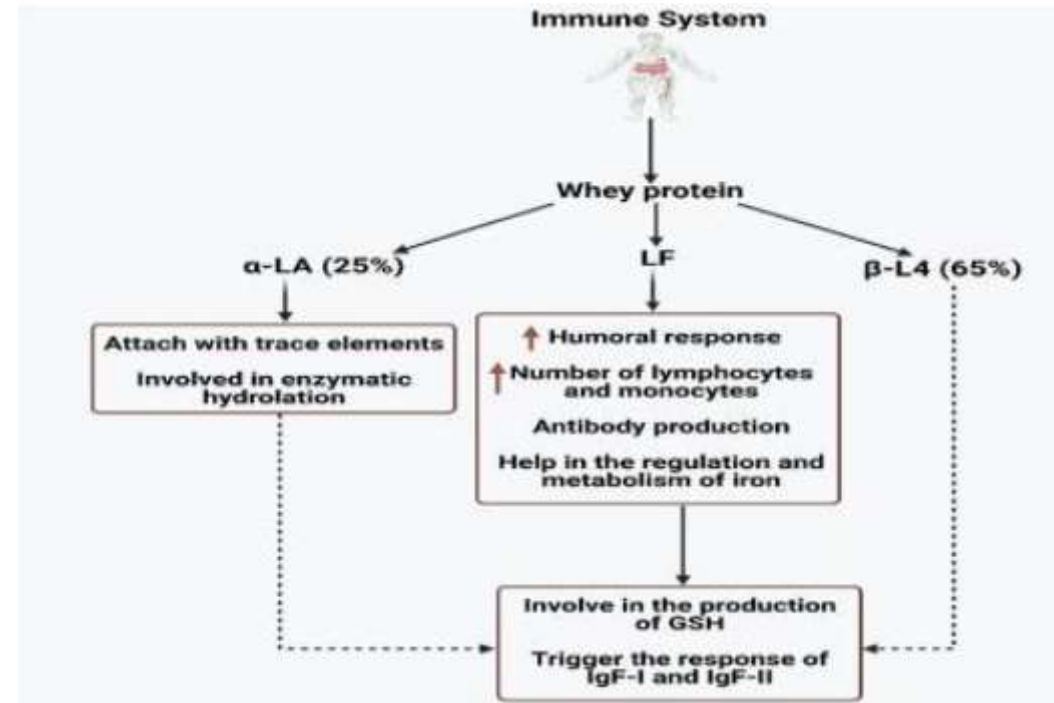 Immune System
Whey protein
α-LA (25%)
LF
β-L4 (65%)
Attach with trace elements
Involved in enzymatic
hydrolation
Humoral response
Number of lymphocytes
and monocytes
Antibody production
Help in the regulation and
metabolism of iron
Involve in the production
of GSH
Trigger the response of
IgF-I and IgF-II